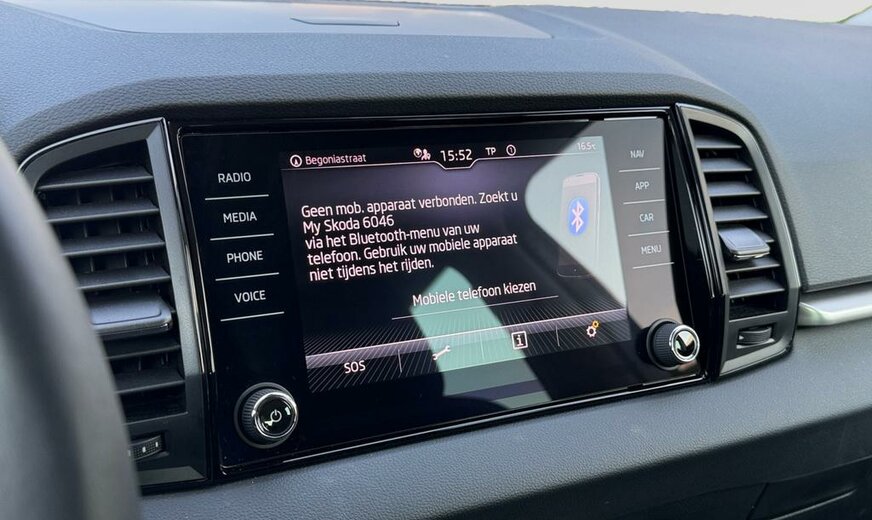 Begoniastraat 15:52 TP 16.5°C
RADIO
MEDIA
PHONE
VOICE
Geen mob. apparaat verbonden. Zoekt u
My Skoda 6046
via het Bluetooth-menu van uw
telefoon. Gebruik uw mobiele apparaat
niet tijdens het rijden.
Mobiele telefoon kiezen
SOS
NAV
APP
CAR
MENU